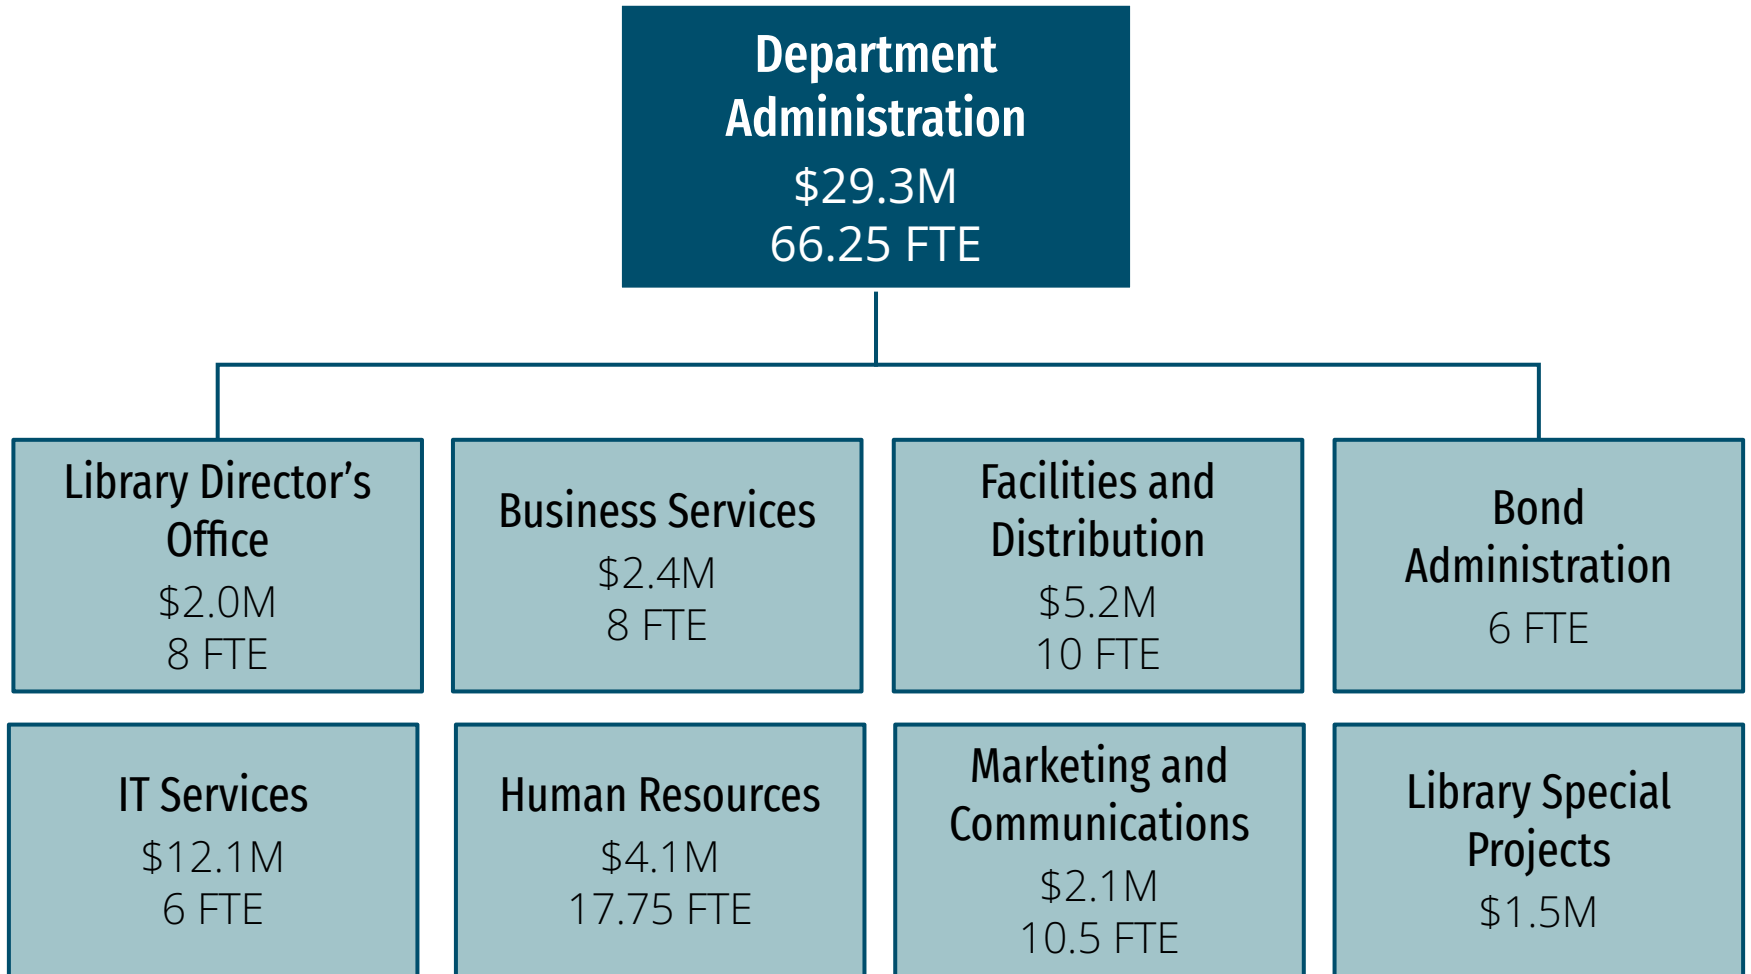 Department
Administration
$29.3M
66.25 FTE
Library Director’s
Office
$2.0M
8 FTE
Business Services
$2.4M
8 FTE
Facilities and
Distribution
$5.2M
10 FTE
Bond
Administration
6 FTE
IT Services
$12.1M
6 FTE
Human Resources
$4.1M
17.75 FTE
Marketing and
Communications
$2.1M
10.5 FTE
Library Special
Projects
$1.5M